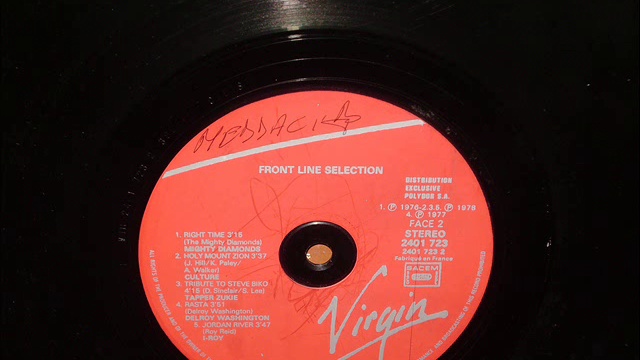 MEDDACK
FRONT LINE SELECTION
DISTRIBUTION
EXCLUSIVE
POLYDOR S.A.
1. Ⓟ 1976-2.3.5. Ⓟ 1978
4. Ⓟ 1977
FACE 2
STEREO
2401 723
2401 723 2
Fabriqué en France
SACEM
1. RIGHT TIME 3'15
(The Mighty Diamonds)
MIGHTY DIAMONDS
2. HOLY MOUNT ZION 3'37
(J. Hill/K. Paley/
A. Walker)
CULTURE
3. TRIBUTE TO STEVE BIKO
4'15 (D. Sinclair/S. Lee)
TAPPER ZUKIE
4. RASTA 3'51
(Delroy Washington)
DELROY WASHINGTON
5. JORDAN RIVER 3'47
(Roy Reid)
I-ROY
Virgin